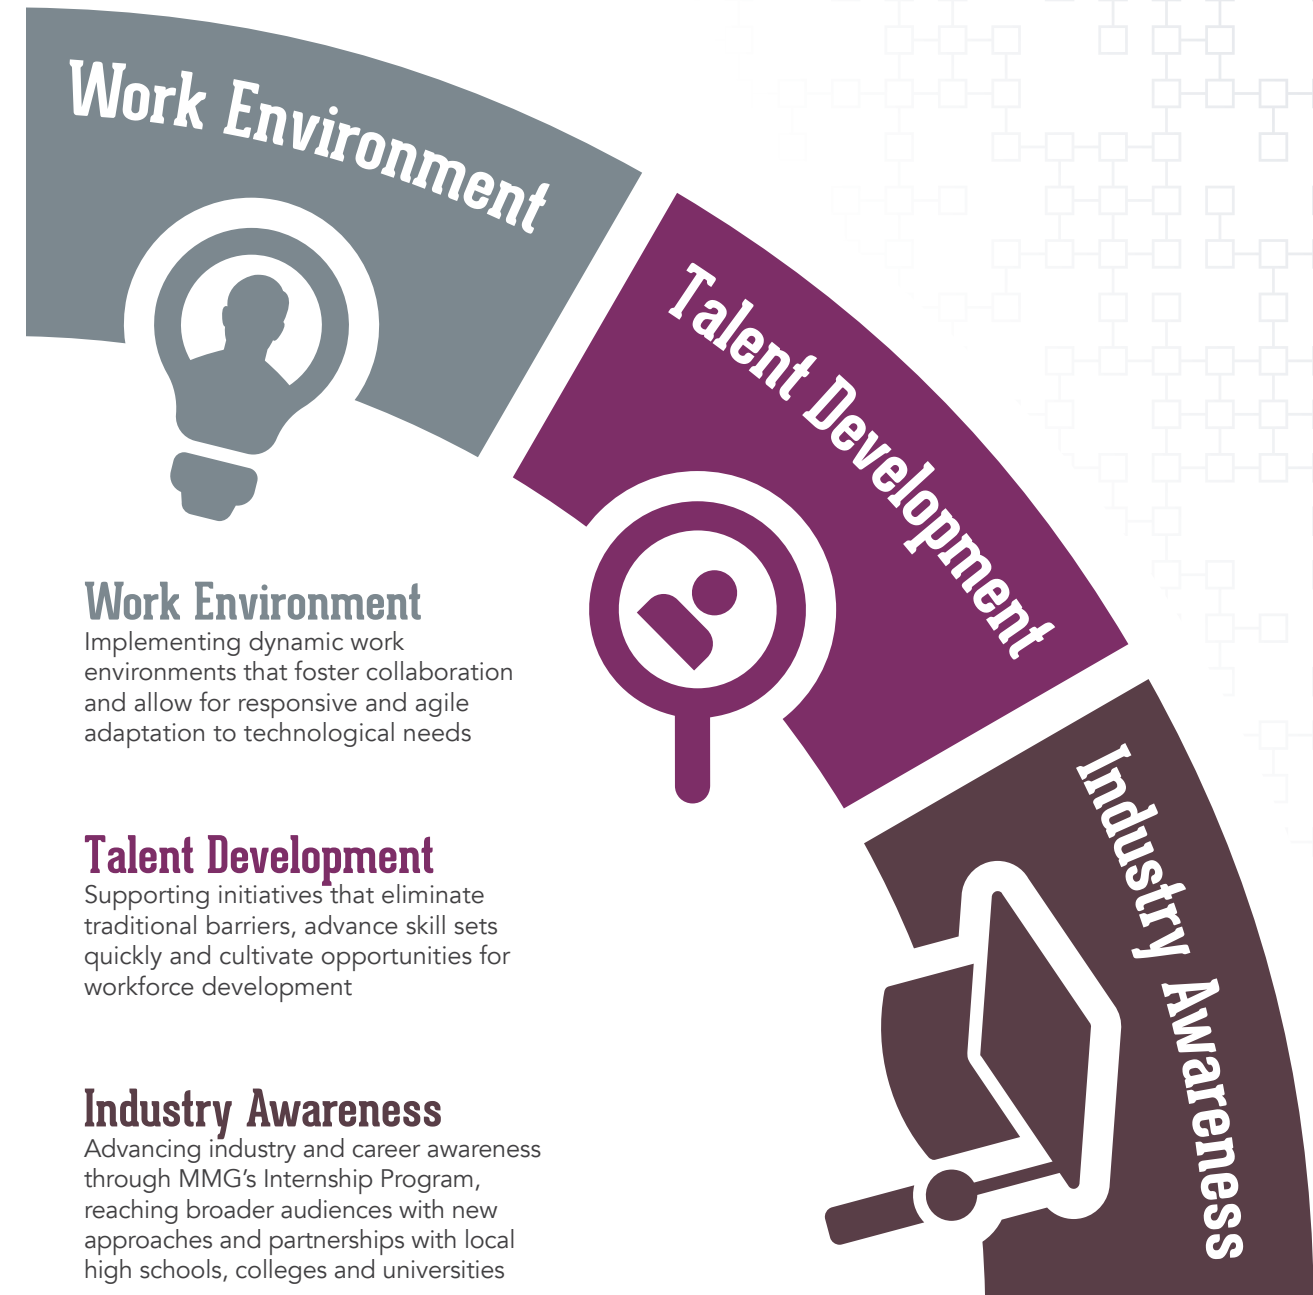 Work Environment
Talent Development
Industry Awareness
Work Environment
Implementing dynamic work
environments that foster collaboration
and allow for responsive and agile
adaptation to technological needs
Talent Development
Supporting initiatives that eliminate
traditional barriers, advance skill sets
quickly and cultivate opportunities for
workforce development
Industry Awareness
Advancing industry and career awareness
through MMG’s Internship Program,
reaching broader audiences with new
approaches and partnerships with local
high schools, colleges and universities